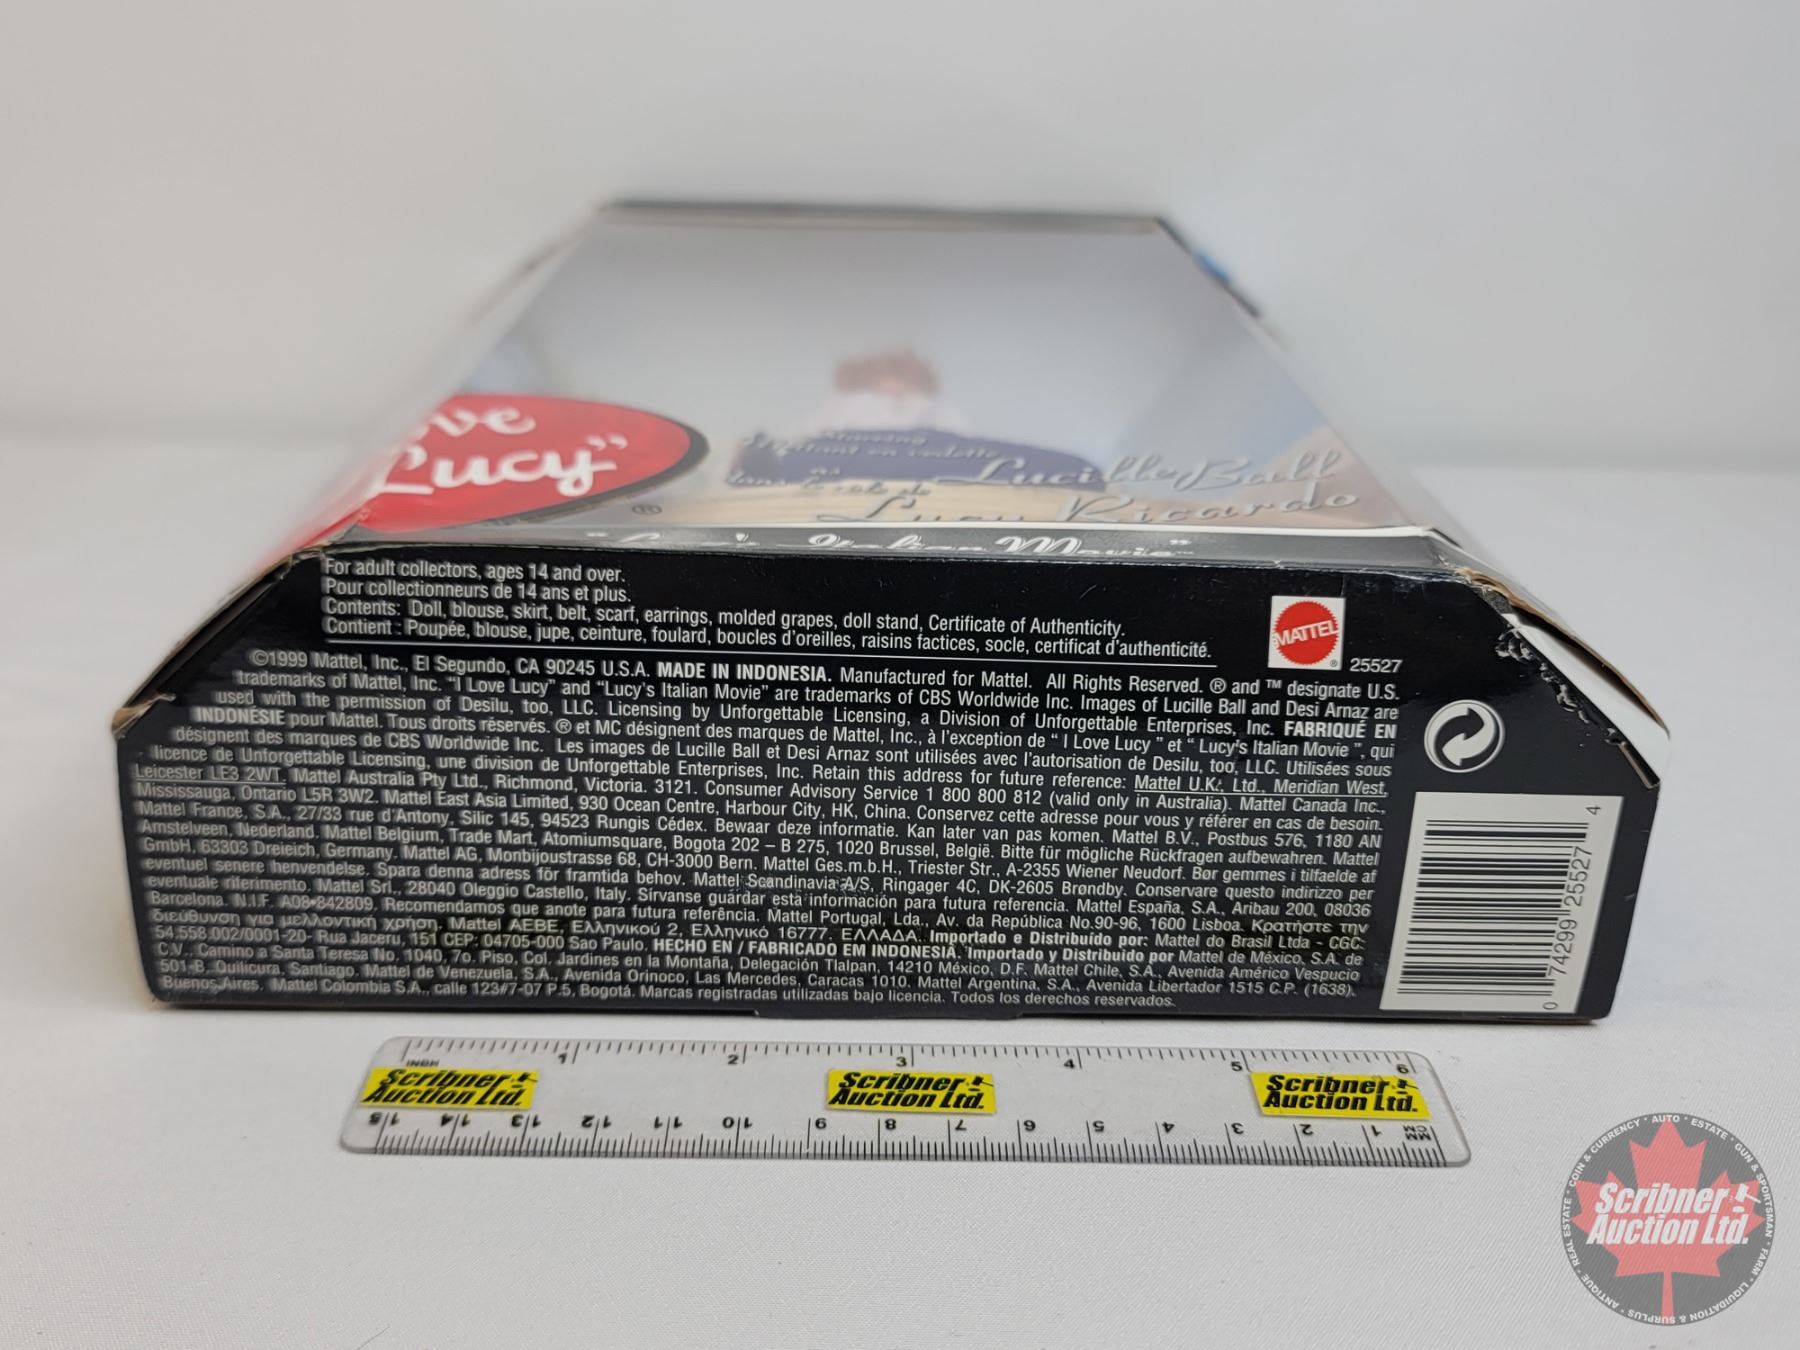 ve
Lucy"
®
Starring
Mettant en vedette
Lucille Ball
as
dans le rôle de
Lucy Ricardo
"Lucy's Italian Movie"™
For adult collectors, ages 14 and over.
Pour collectionneurs de 14 ans et plus.
Contents: Doll, blouse, skirt, belt, scarf, earrings, molded grapes, doll stand, Certificate of Authenticity.
Contient : Poupée, blouse, jupe, ceinture, foulard, boucles d'oreilles, raisins factices, socle, certificat d'authenticité.
MATTEL
®
25527
©1999 Mattel, Inc., El Segundo, CA 90245 U.S.A. MADE IN INDONESIA. Manufactured for Mattel. All Rights Reserved. ® and ™ designate U.S.
trademarks of Mattel, Inc. "I Love Lucy" and "Lucy's Italian Movie" are trademarks of CBS Worldwide Inc. Images of Lucille Ball and Desi Arnaz are
used with the permission of Desilu, too, LLC. Licensing by Unforgettable Licensing, a Division of Unforgettable Enterprises, Inc. FABRIQUÉ EN
INDONÉSIE pour Mattel. Tous droits réservés. ® et MC désignent des marques de Mattel, Inc., à l'exception de " I Love Lucy " et " Lucy's Italian Movie ", qui
désignent des marques de CBS Worldwide Inc. Les images de Lucille Ball et Desi Arnaz sont utilisées avec l'autorisation de Desilu, too, LLC. Utilisées sous
licence de Unforgettable Licensing, une division de Unforgettable Enterprises, Inc. Retain this address for future reference: Mattel U.K., Ltd., Meridian West,
Leicester LE3 2WT. Mattel Australia Pty Ltd., Richmond, Victoria. 3121. Consumer Advisory Service 1 800 800 812 (valid only in Australia). Mattel Canada Inc.,
Mississauga, Ontario L5R 3W2. Mattel East Asia Limited, 930 Ocean Centre, Harbour City, HK, China. Conservez cette adresse pour vous y référer en cas de besoin.
Mattel France, S.A., 27/33 rue d'Antony, Silic 145, 94523 Rungis Cédex. Bewaar deze informatie. Kan later van pas komen. Mattel B.V., Postbus 576, 1180 AN
Amstelveen, Nederland. Mattel Belgium, Trade Mart, Atomiumsquare, Bogota 202 – B 275, 1020 Brussel, België. Bitte für mögliche Rückfragen aufbewahren. Mattel
GmbH, 63303 Dreieich, Germany. Mattel AG, Monbijoustrasse 68, CH-3000 Bern. Mattel Ges.m.b.H., Triester Str., A-2355 Wiener Neudorf. Bør gemmes i tilfælde af
eventuel senere henvendelse. Spara denna adress för framtida behov. Mattel Scandinavia A/S, Ringager 4C, DK-2605 Brøndby. Conservare questo indirizzo per
eventuale riferimento. Mattel Srl., 28040 Oleggio Castello, Italy. Sírvanse guardar esta información para futura referencia. Mattel España, S.A., Aribau 200, 08036
Barcelona. N.I.F. A08-842809. Recomendamos que anote para futura referência. Mattel Portugal, Lda., Av. da República No.90-96, 1600 Lisboa. Κρατήστε την
διεύθυνση για μελλοντική χρήση. Mattel AEBE, Ελληνικού 2, Ελληνικό 16777. ΕΛΛΑΔΑ. Importado e Distribuído por: Mattel do Brasil Ltda - CGC:
54.558.002/0001-20- Rua Jaceru, 151 CEP: 04705-000 Sao Paulo. HECHO EN / FABRICADO EM INDONESIA. Importado y Distribuido por Mattel de México, S.A. de
C.V., Camino a Santa Teresa No. 1040, 7o. Piso, Col. Jardines en la Montaña, Delegación Tlalpan, 14210 México, D.F. Mattel Chile, S.A., Avenida Américo Vespucio
501-B, Quilicura, Santiago. Mattel de Venezuela, S.A., Avenida Orinoco, Las Mercedes, Caracas 1010. Mattel Argentina, S.A., Avenida Libertador 1515 C.P. (1638),
Buenos Aires. Mattel Colombia S.A., calle 123#7-07 P.5, Bogotá. Marcas registradas utilizadas bajo licencia. Todos los derechos reservados.
0 74299 25527 4
INCH 1 2 3 4 5 6
Scribner
Auction Ltd.
Scribner
Auction Ltd.
Scribner
Auction Ltd.
15 14 13 12 11 10 9 8 7 6 5 4 3 2 1 MM CM
COIN & CURRENCY · AUTO · ESTATE · GUN & SPORTSMAN · FARM · LIQUIDATION & SURPLUS · ANTIQUE · REAL ESTATE ·
Scribner
Auction Ltd.